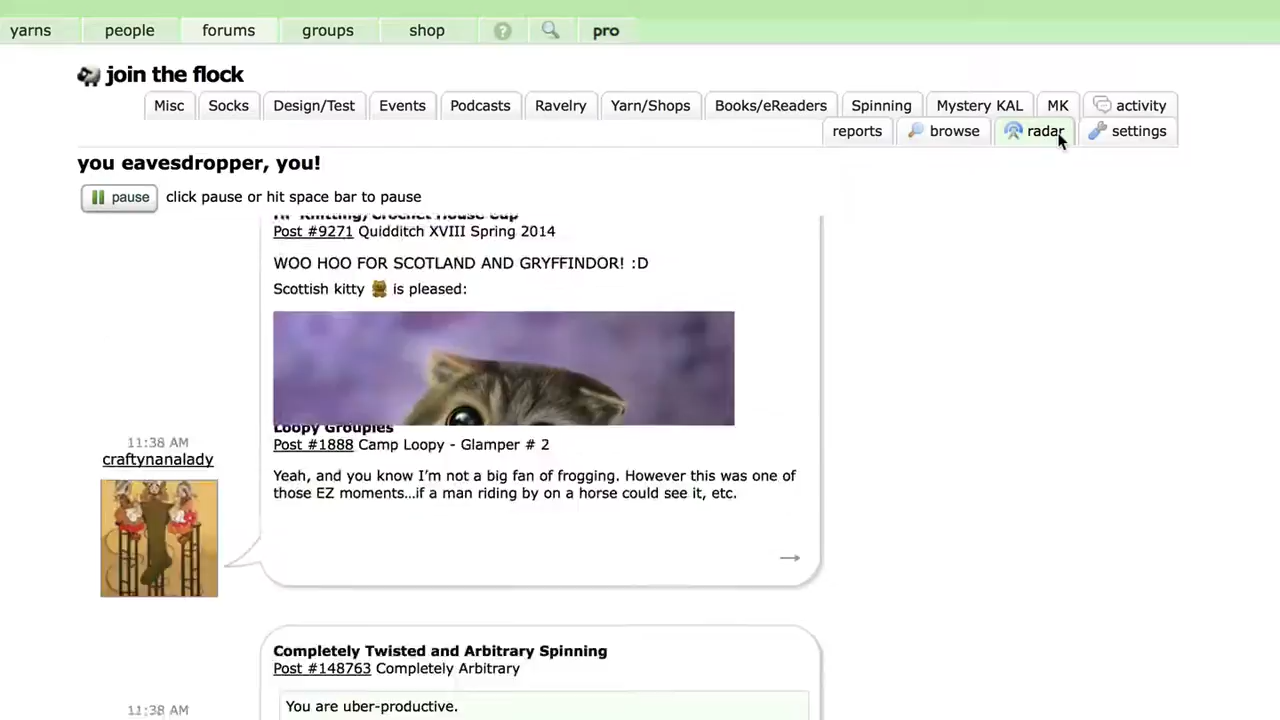 yarns people forums groups shop ? pro
join the flock
Misc Socks Design/Test Events Podcasts Ravelry Yarn/Shops Books/eReaders Spinning Mystery KAL MK activity
reports browse radar settings
you eavesdropper, you!
pause click pause or hit space bar to pause
HP Knitting/Crochet House Cup
Post #9271 Quidditch XVIII Spring 2014
WOO HOO FOR SCOTLAND AND GRYFFINDOR! :D
Scottish kitty is pleased:
Loopy Groupies
11:38 AM
Post #1888 Camp Loopy - Glamper # 2
craftynanalady
Yeah, and you know I’m not a big fan of frogging. However this was one of
those EZ moments…if a man riding by on a horse could see it, etc.
→
Completely Twisted and Arbitrary Spinning
Post #148763 Completely Arbitrary
You are uber-productive.
11:38 AM